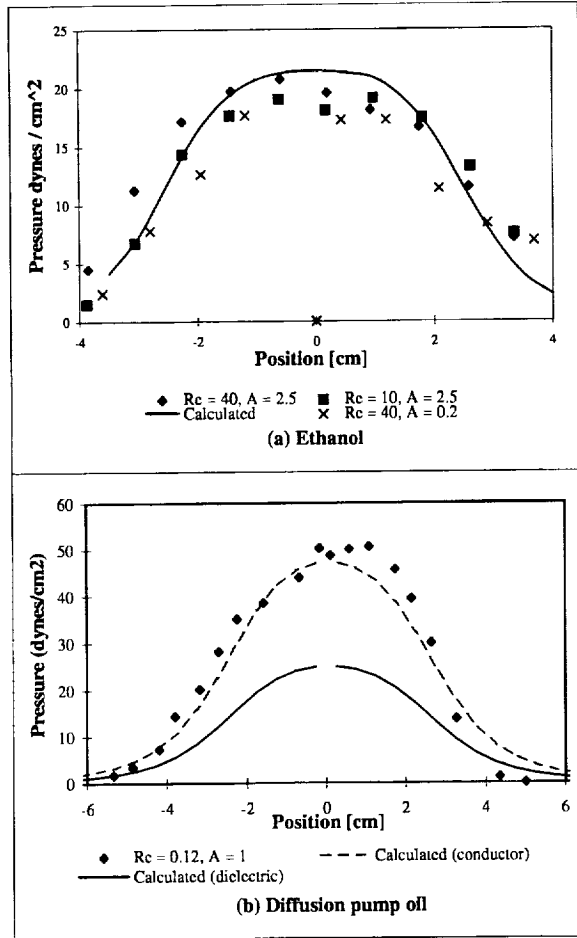 25
20
15
10
5
0
Pressure dynes / cm^2
-4 -2 0 2 4
Position [cm]
Rc = 40, A = 2.5 Rc = 10, A = 2.5
Calculated Rc = 40, A = 0.2
(a) Ethanol
60
50
40
30
20
10
0
Pressure (dynes/cm2)
-6 -4 -2 0 2 4 6
Position [cm]
Rc = 0.12, A = 1 Calculated (conductor)
Calculated (dielectric)
(b) Diffusion pump oil